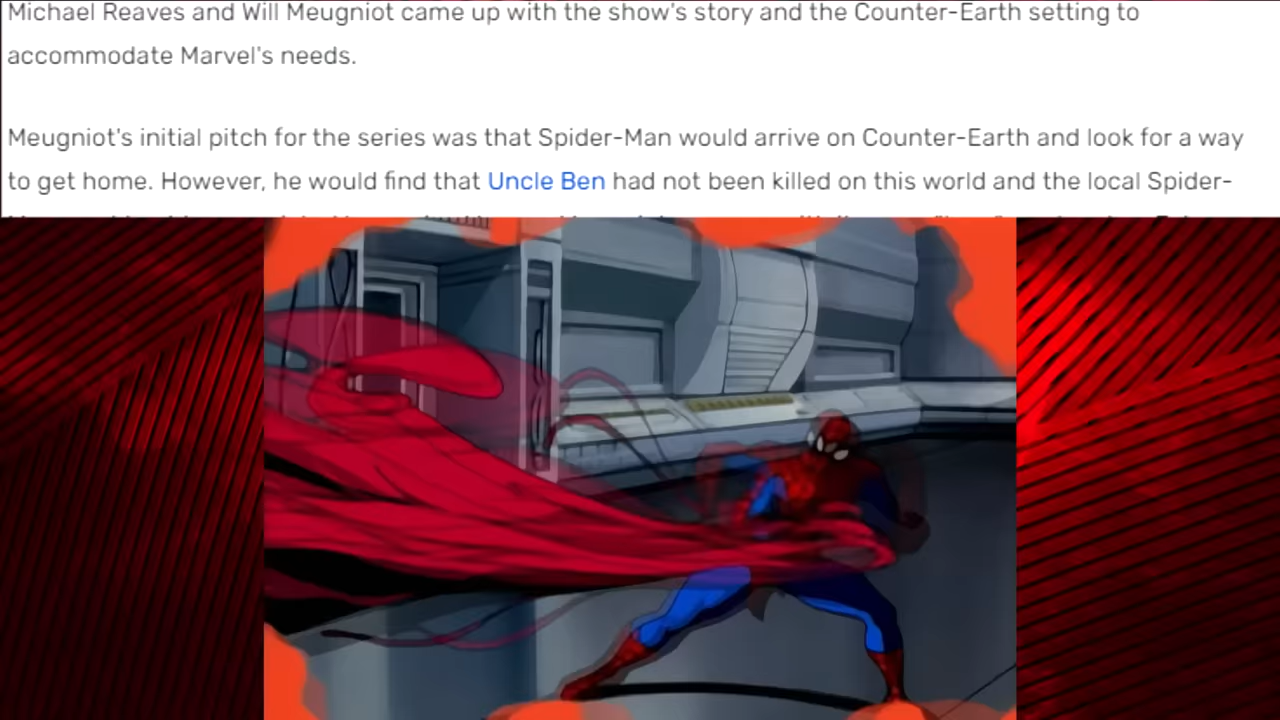 Michael Reaves and Will Meugniot came up with the show's story and the Counter-Earth setting to
accommodate Marvel's needs.
Meugniot's initial pitch for the series was that Spider-Man would arrive on Counter-Earth and look for a way
to get home. However, he would find that Uncle Ben had not been killed on this world and the local Spider-